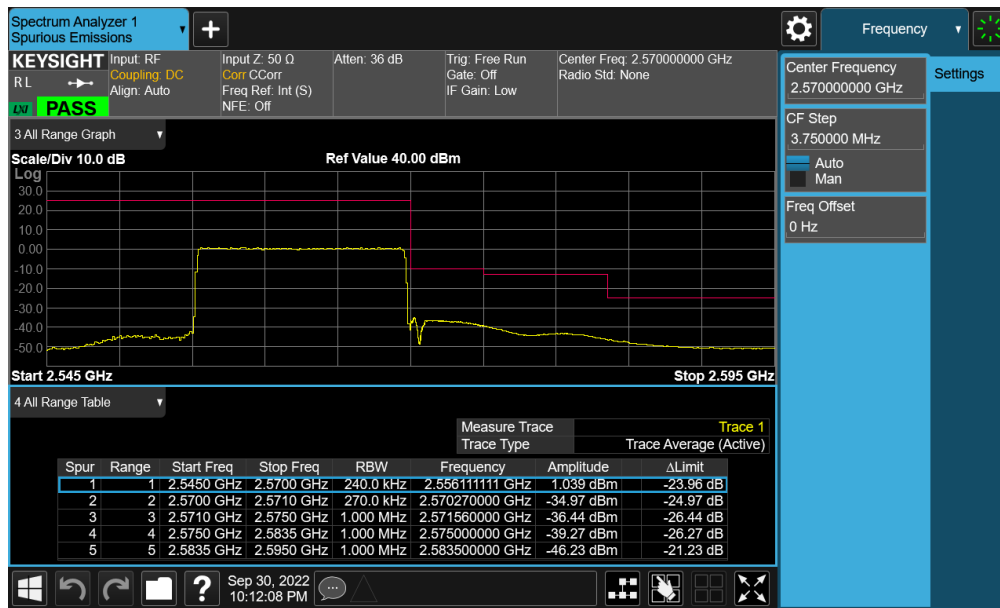 Spectrum Analyzer 1
Spurious Emissions
+
Frequency
KEYSIGHT
R L
LXI
PASS
Input: RF
Coupling: DC
Align: Auto
Input Z: 50 Ω
Corr CCorr
Freq Ref: Int (S)
NFE: Off
Atten: 36 dB
Trig: Free Run
Gate: Off
IF Gain: Low
Center Freq: 2.570000000 GHz
Radio Std: None
Center Frequency
2.570000000 GHz
Settings
CF Step
3.750000 MHz
Auto
Man
Freq Offset
0 Hz
3 All Range Graph
Scale/Div 10.0 dB
Ref Value 40.00 dBm
Log
30.0
20.0
10.0
0.00
-10.0
-20.0
-30.0
-40.0
-50.0
Start 2.545 GHz
Stop 2.595 GHz
4 All Range Table
Measure Trace Trace 1
Trace Type Trace Average (Active)
Spur Range Start Freq Stop Freq RBW Frequency Amplitude ΔLimit
1 1 2.5450 GHz 2.5700 GHz 240.0 kHz 2.556111111 GHz 1.039 dBm -23.96 dB
2 2 2.5700 GHz 2.5710 GHz 270.0 kHz 2.570270000 GHz -34.97 dBm -24.97 dB
3 3 2.5710 GHz 2.5750 GHz 1.000 MHz 2.571560000 GHz -36.44 dBm -26.44 dB
4 4 2.5750 GHz 2.5835 GHz 1.000 MHz 2.575000000 GHz -39.27 dBm -26.27 dB
5 5 2.5835 GHz 2.5950 GHz 1.000 MHz 2.583500000 GHz -46.23 dBm -21.23 dB
?
Sep 30, 2022
10:12:08 PM